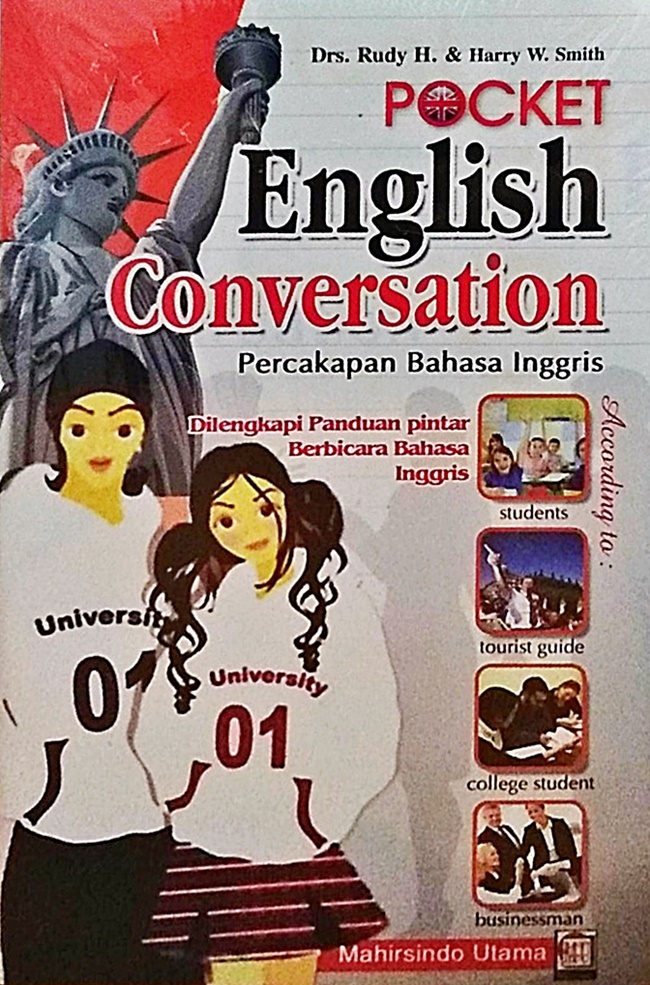 Drs. Rudy H. & Harry W. Smith
POCKET
English
Conversation
Percakapan Bahasa Inggris
Dilengkapi Panduan pintar
Berbicara Bahasa
Inggris
According to :
students
tourist guide
college student
businessman
University
01
University
01
Mahirsindo Utama